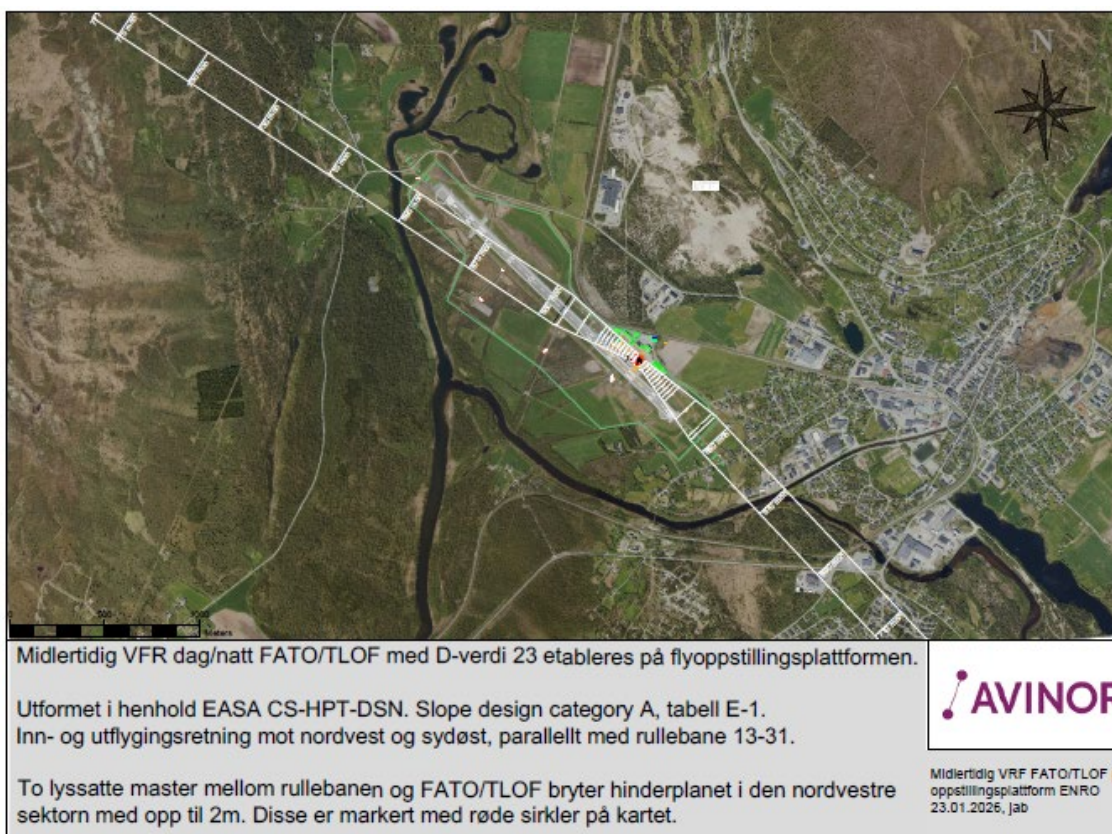 N
500
1000
Meters
Midlertidig VFR dag/natt FATO/TLOF med D-verdi 23 etableres på flyoppstillingsplattformen.
Utformet i henhold EASA CS-HPT-DSN. Slope design category A, tabell E-1.
Inn- og utflygingsretning mot nordvest og sydøst, parallellt med rullebane 13-31.
To lyssatte master mellom rullebanen og FATO/TLOF bryter hinderplanet i den nordvestre
sektorn med opp til 2m. Disse er markert med røde sirkler på kartet.
AVINOR
Midlertidig VRF FATO/TLOF
oppstillingsplattform ENRO
23.01.2026, jab